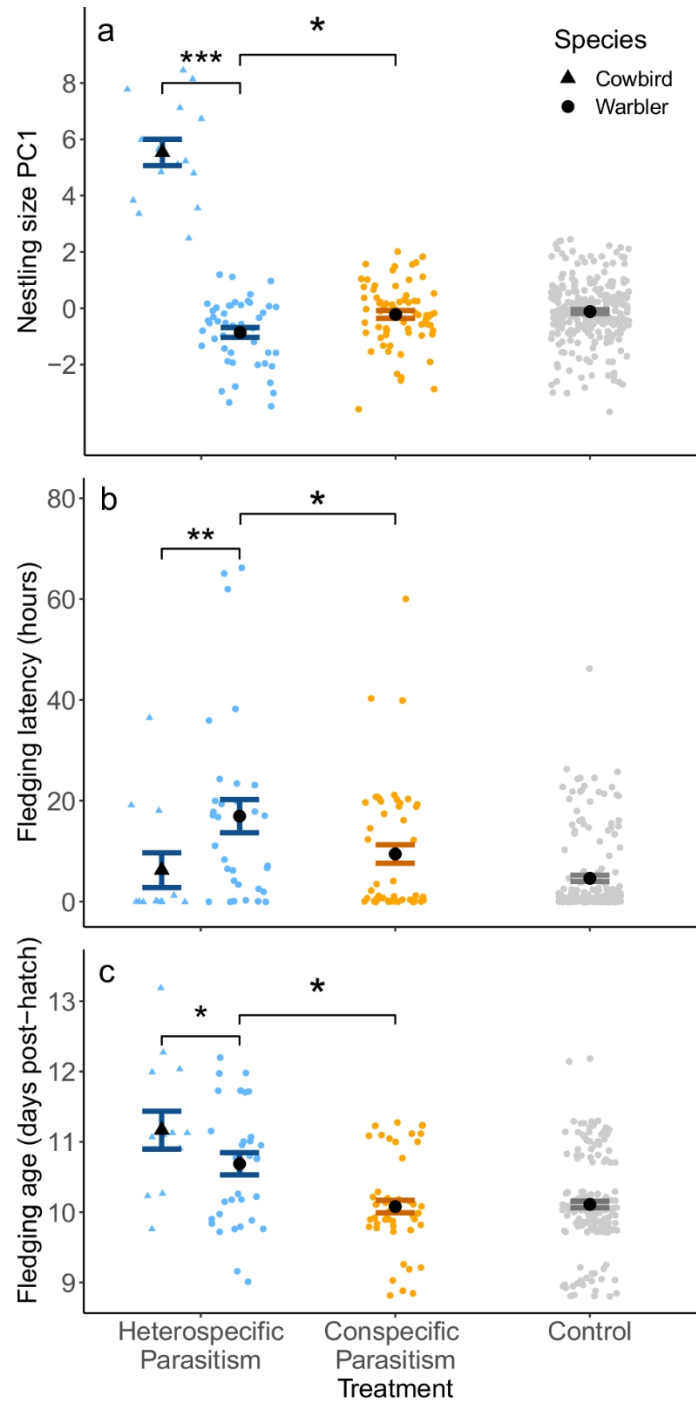 a
***
*
Species
Cowbird
Warbler
8
6
4
2
0
−2
Nestling size PC1
b
**
*
80
60
40
20
0
Fledging latency (hours)
c
*
*
13
12
11
10
9
Fledging age (days post−hatch)
Heterospecific
Parasitism
Conspecific
Parasitism
Control
Treatment